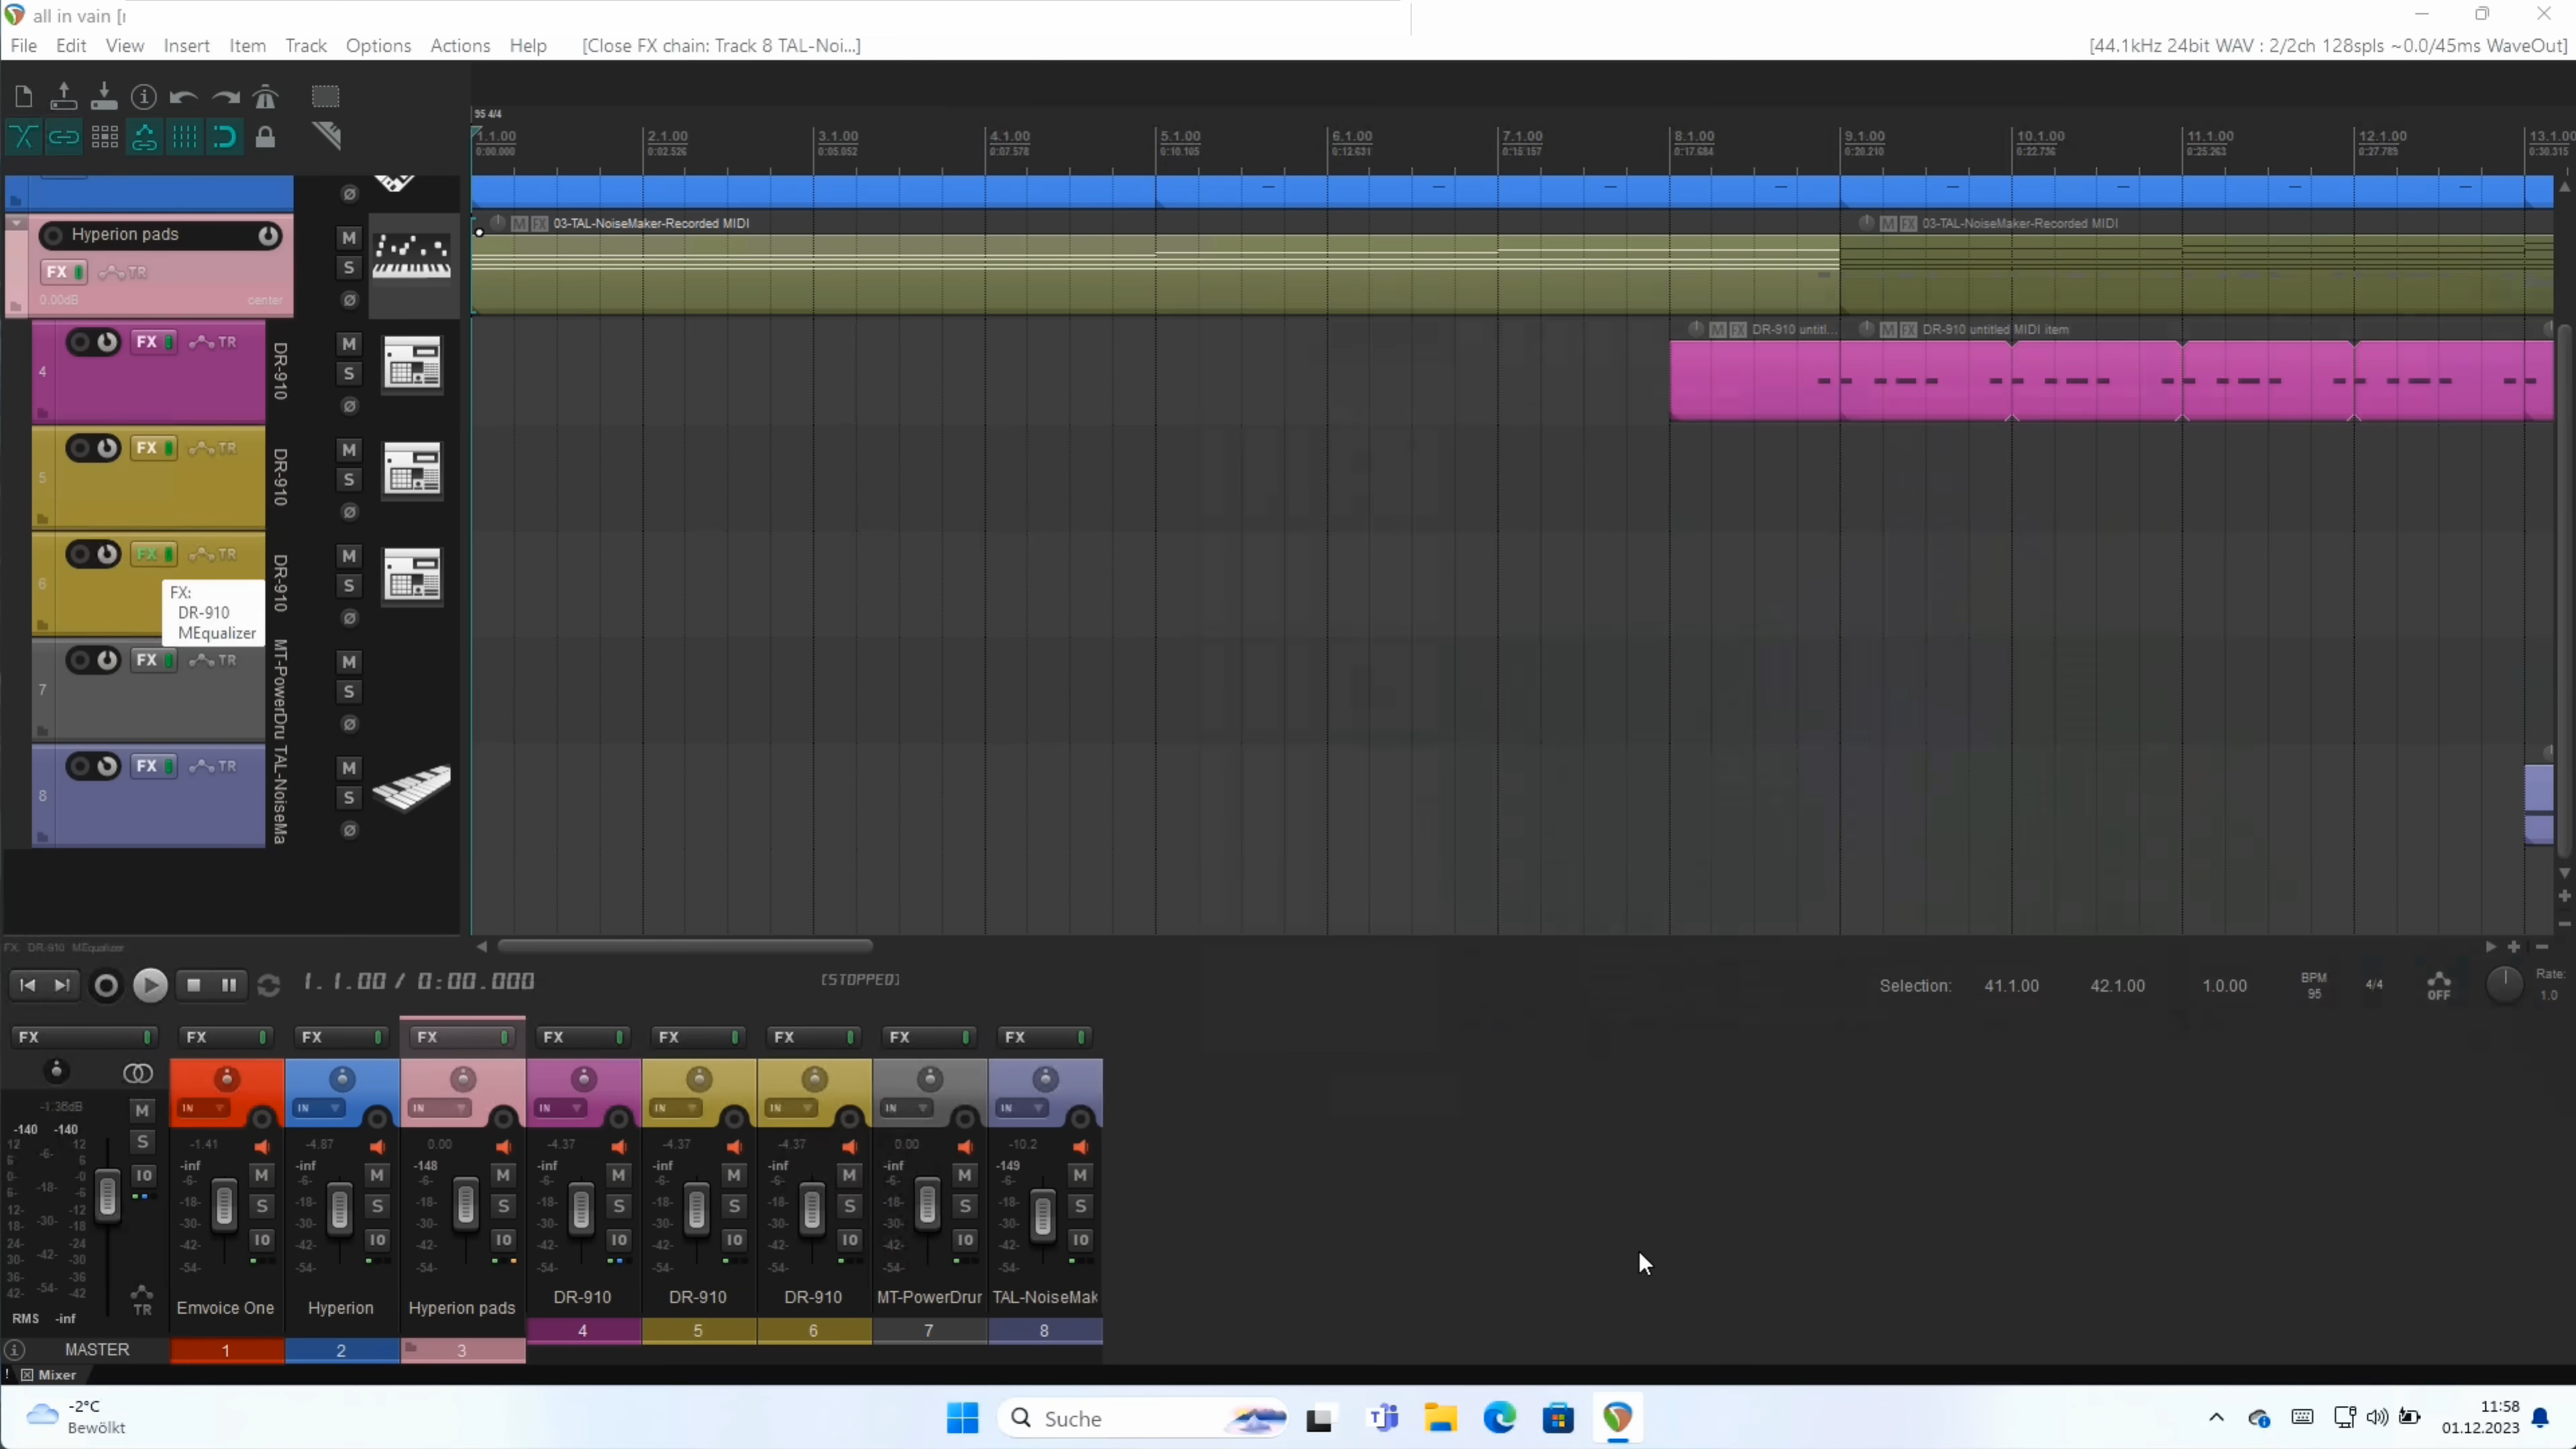 all in vain [
File Edit View Insert Item Track Options Actions Help [Close FX chain: Track 8 TAL-Noi...] [44.1kHz 24bit WAV : 2/2ch 128spls ~0.0/45ms WaveOut]
95 4/4
1.1.00 2.1.00 3.1.00 4.1.00 5.1.00 6.1.00 7.1.00 8.1.00 9.1.00 10.1.00 11.1.00 12.1.00 13.1.00
0:00.000 0:02.526 0:05.052 0:07.578 0:10.105 0:12.631 0:15.157 0:17.684 0:20.210 0:22.736 0:25.263 0:27.789 0:30.315
M FX 03-TAL-NoiseMaker-Recorded MIDI M FX 03-TAL-NoiseMaker-Recorded MIDI
Hyperion pads M
FX TR S
0.00dB center
M FX DR-910 untitl... M FX DR-910 untitled MIDI item
4 FX TR DR-910 M S
5 FX TR DR-910 M S
6 FX TR DR-910 M S
FX:
DR-910
MEqualizer
7 FX TR MT-PowerDru M S
8 FX TR TAL-NoiseMa M S
FX: DR-910 MEqualizer
1.1.00 / 0:00.000 [STOPPED] Selection: 41.1.00 42.1.00 1.0.00 BPM 95 4/4 OFF Rate: 1.0
FX FX FX FX FX FX FX FX FX
IN IN IN IN IN IN IN IN
-1.36dB M -1.41 -4.87 0.00 -4.37 -4.37 -4.37 0.00 -10.2
-140 -140 -inf -inf -148 -inf -inf -inf -inf -149
S M M M M M M M M
IO S S S S S S S S
IO IO IO IO IO IO IO IO
12 -6- 12
6 6
0- -18- -0
6- -6
12- -30- -12
18- -18
24- -42- -24
30- -30
36- -54- -36
42- -42
-6- -6- -6- -6- -6- -6- -6- -6-
-18- -18- -18- -18- -18- -18- -18- -18-
-30- -30- -30- -30- -30- -30- -30- -30-
-42- -42- -42- -42- -42- -42- -42- -42-
-54- -54- -54- -54- -54- -54- -54- -54-
TR
RMS -inf
Emvoice One Hyperion Hyperion pads DR-910 DR-910 DR-910 MT-PowerDrur TAL-NoiseMak
MASTER 1 2 3 4 5 6 7 8
! Mixer
-2°C
Bewölkt
Suche
11:58
01.12.2023